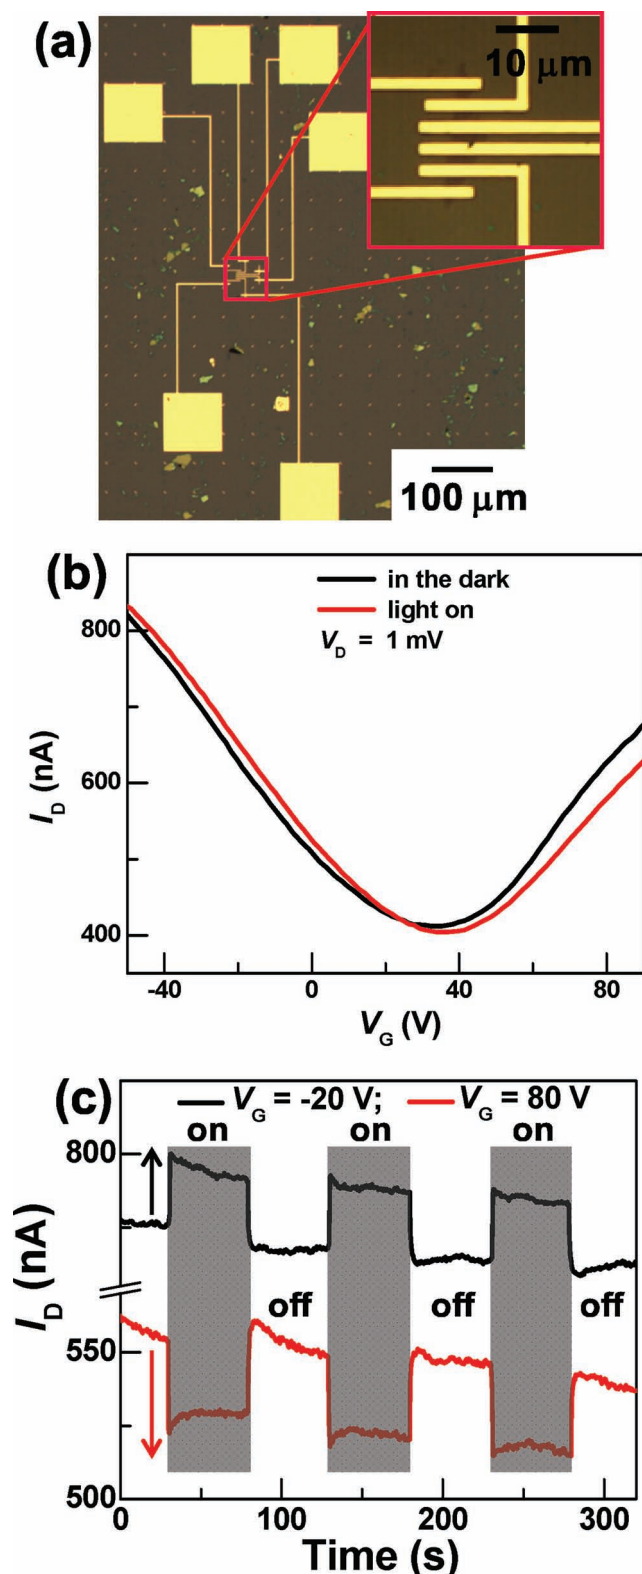 (a)
10 μm
100 μm
(b)
in the dark
light on
V_D = 1 mV
800
600
400
I_D (nA)
-40 0 40 80
V_G (V)
(c)
V_G = -20 V; V_G = 80 V
on on on
800
off off off
550
500
I_D (nA)
0 100 200 300
Time (s)